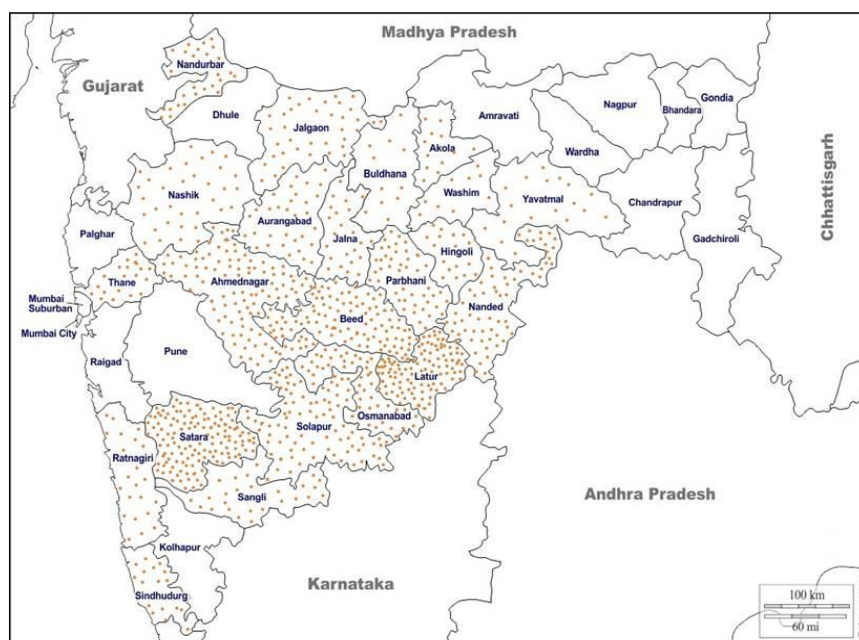 Madhya Pradesh
Nandurbar
Gujarat
Dhule
Jalgaon
Amravati
Nagpur
Bhandara
Gondia
Akola
Buldhana
Wardha
Nashik
Washim
Yavatmal
Chandrapur
Aurangabad
Palghar
Jalna
Gadchiroli
Chhattisgarh
Hingoli
Thane
Ahmednagar
Parbhani
Mumbai
Suburban
Nanded
Beed
Mumbai City
Raigad
Pune
Latur
Osmanabad
Solapur
Satara
Ratnagiri
Sangli
Andhra Pradesh
Kolhapur
Karnataka
Sindhudurg
100 km
60 mi